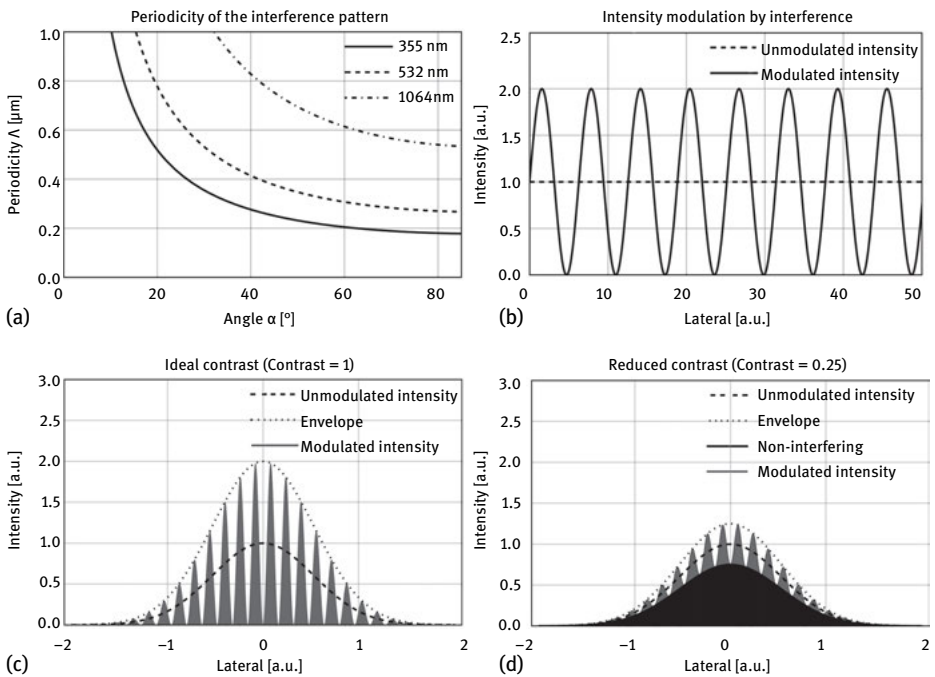 Periodicity of the interference pattern
1.0
0.8
0.6
0.4
0.2
0.0
Periodicity Λ [µm]
355 nm
532 nm
1064nm
0
20
40
60
80
(a)
Angle α [°]
Intensity modulation by interference
2.5
2.0
1.5
1.0
0.5
0.0
Intensity [a.u.]
Unmodulated intensity
Modulated intensity
0
10
20
30
40
50
(b)
Lateral [a.u.]
Ideal contrast (Contrast = 1)
3.0
2.5
2.0
1.5
1.0
0.5
0.0
Intensity [a.u.]
Unmodulated intensity
Envelope
Modulated intensity
−2
−1
0
1
2
(c)
Lateral [a.u.]
Reduced contrast (Contrast = 0.25)
3.0
2.5
2.0
1.5
1.0
0.5
0.0
Intensity [a.u.]
Unmodulated intensity
Envelope
Non-interfering
Modulated intensity
−1
0
1
2
(d)
Lateral [a.u.]